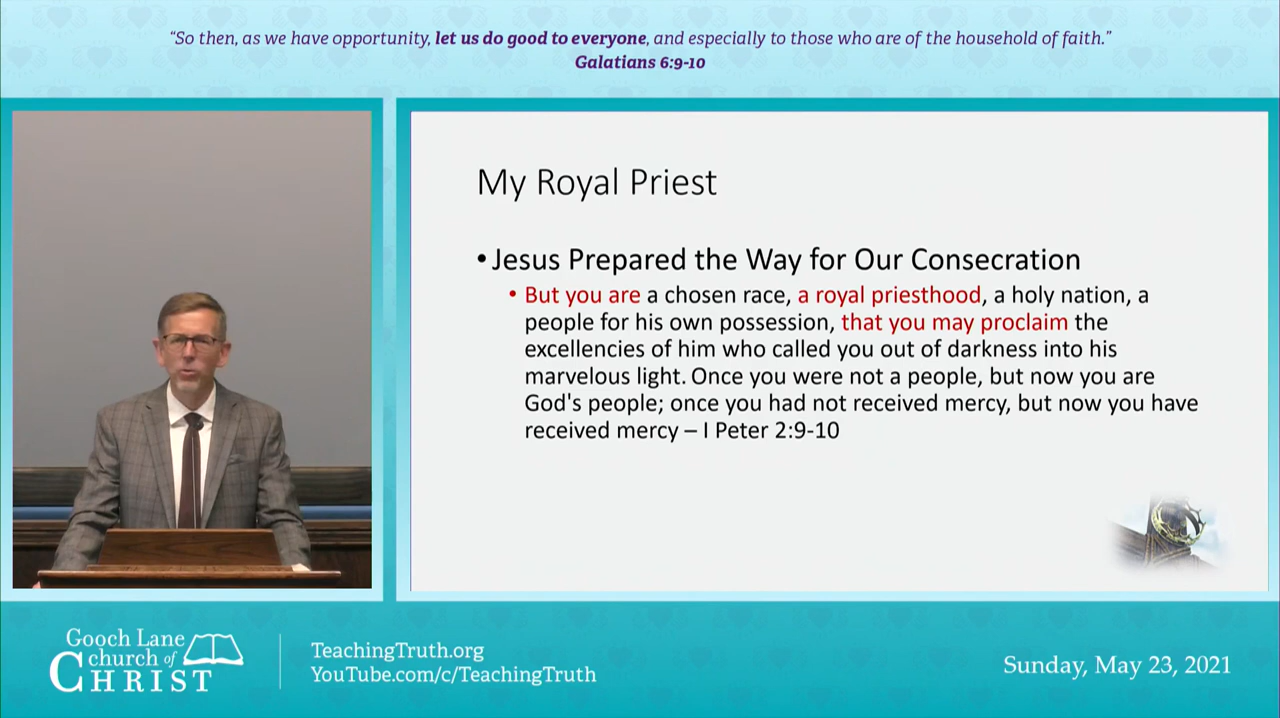 “So then, as we have opportunity, let us do good to everyone, and especially to those who are of the household of faith.”
Galatians 6:9-10
My Royal Priest
• Jesus Prepared the Way for Our Consecration
• But you are a chosen race, a royal priesthood, a holy nation, a
people for his own possession, that you may proclaim the
excellencies of him who called you out of darkness into his
marvelous light. Once you were not a people, but now you are
God's people; once you had not received mercy, but now you have
received mercy – I Peter 2:9-10
Gooch Lane
church of
CHRIST
TeachingTruth.org
YouTube.com/c/TeachingTruth
Sunday, May 23, 2021